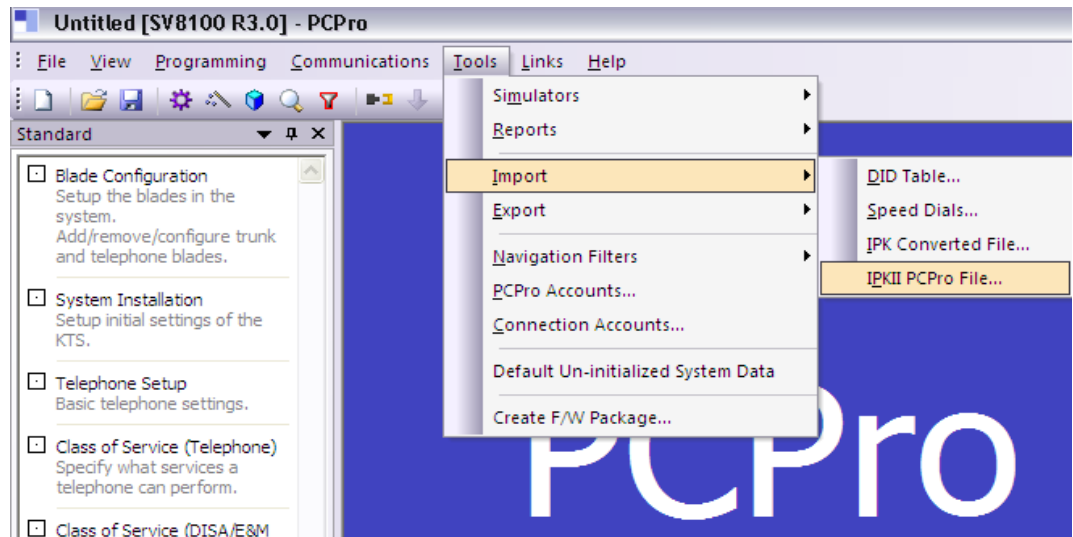 Untitled [SV8100 R3.0] - PCPro
File View Programming Communications Tools Links Help
Standard
Blade Configuration
Setup the blades in the
system.
Add/remove/configure trunk
and telephone blades.
System Installation
Setup initial settings of the
KTS.
Telephone Setup
Basic telephone settings.
Class of Service (Telephone)
Specify what services a
telephone can perform.
Class of Service (DISA/E&M
Simulators
Reports
Import
Export
Navigation Filters
PCPro Accounts...
Connection Accounts...
Default Un-initialized System Data
Create F/W Package...
DID Table...
Speed Dials...
IPK Converted File...
IPKII PCPro File...
PCPro